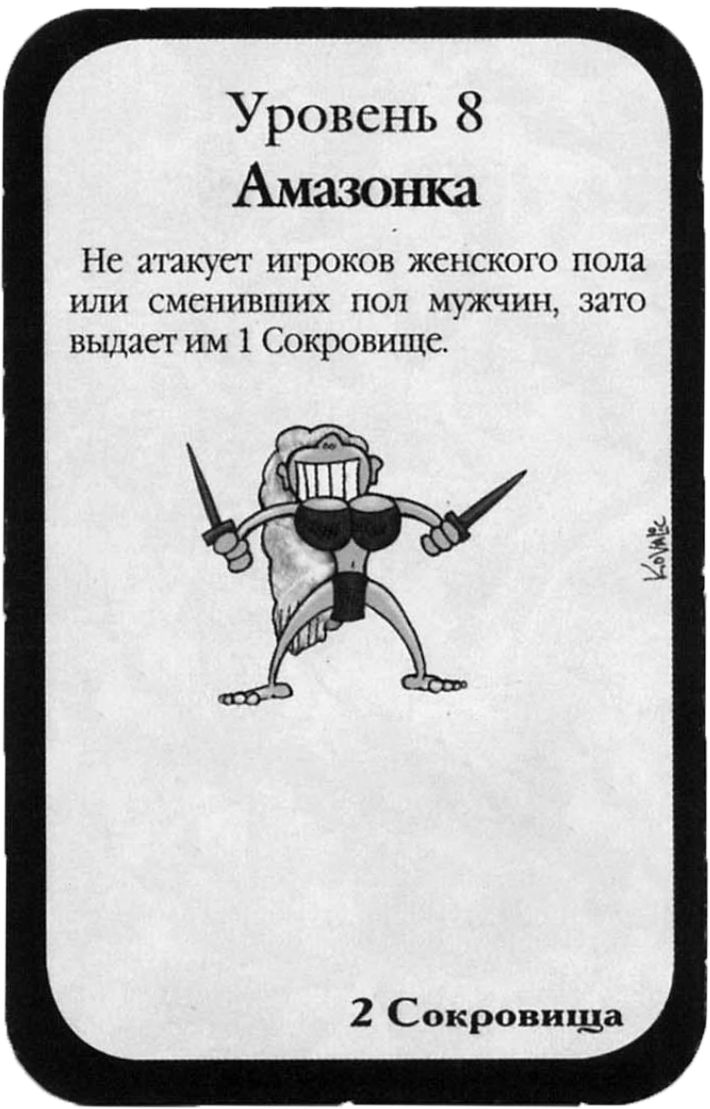 Уровень 8
Амазонка
Не атакует игроков женского пола
или сменивших пол мужчин, зато
выдает им 1 Сокровище.
Kovalic
2 Сокровища